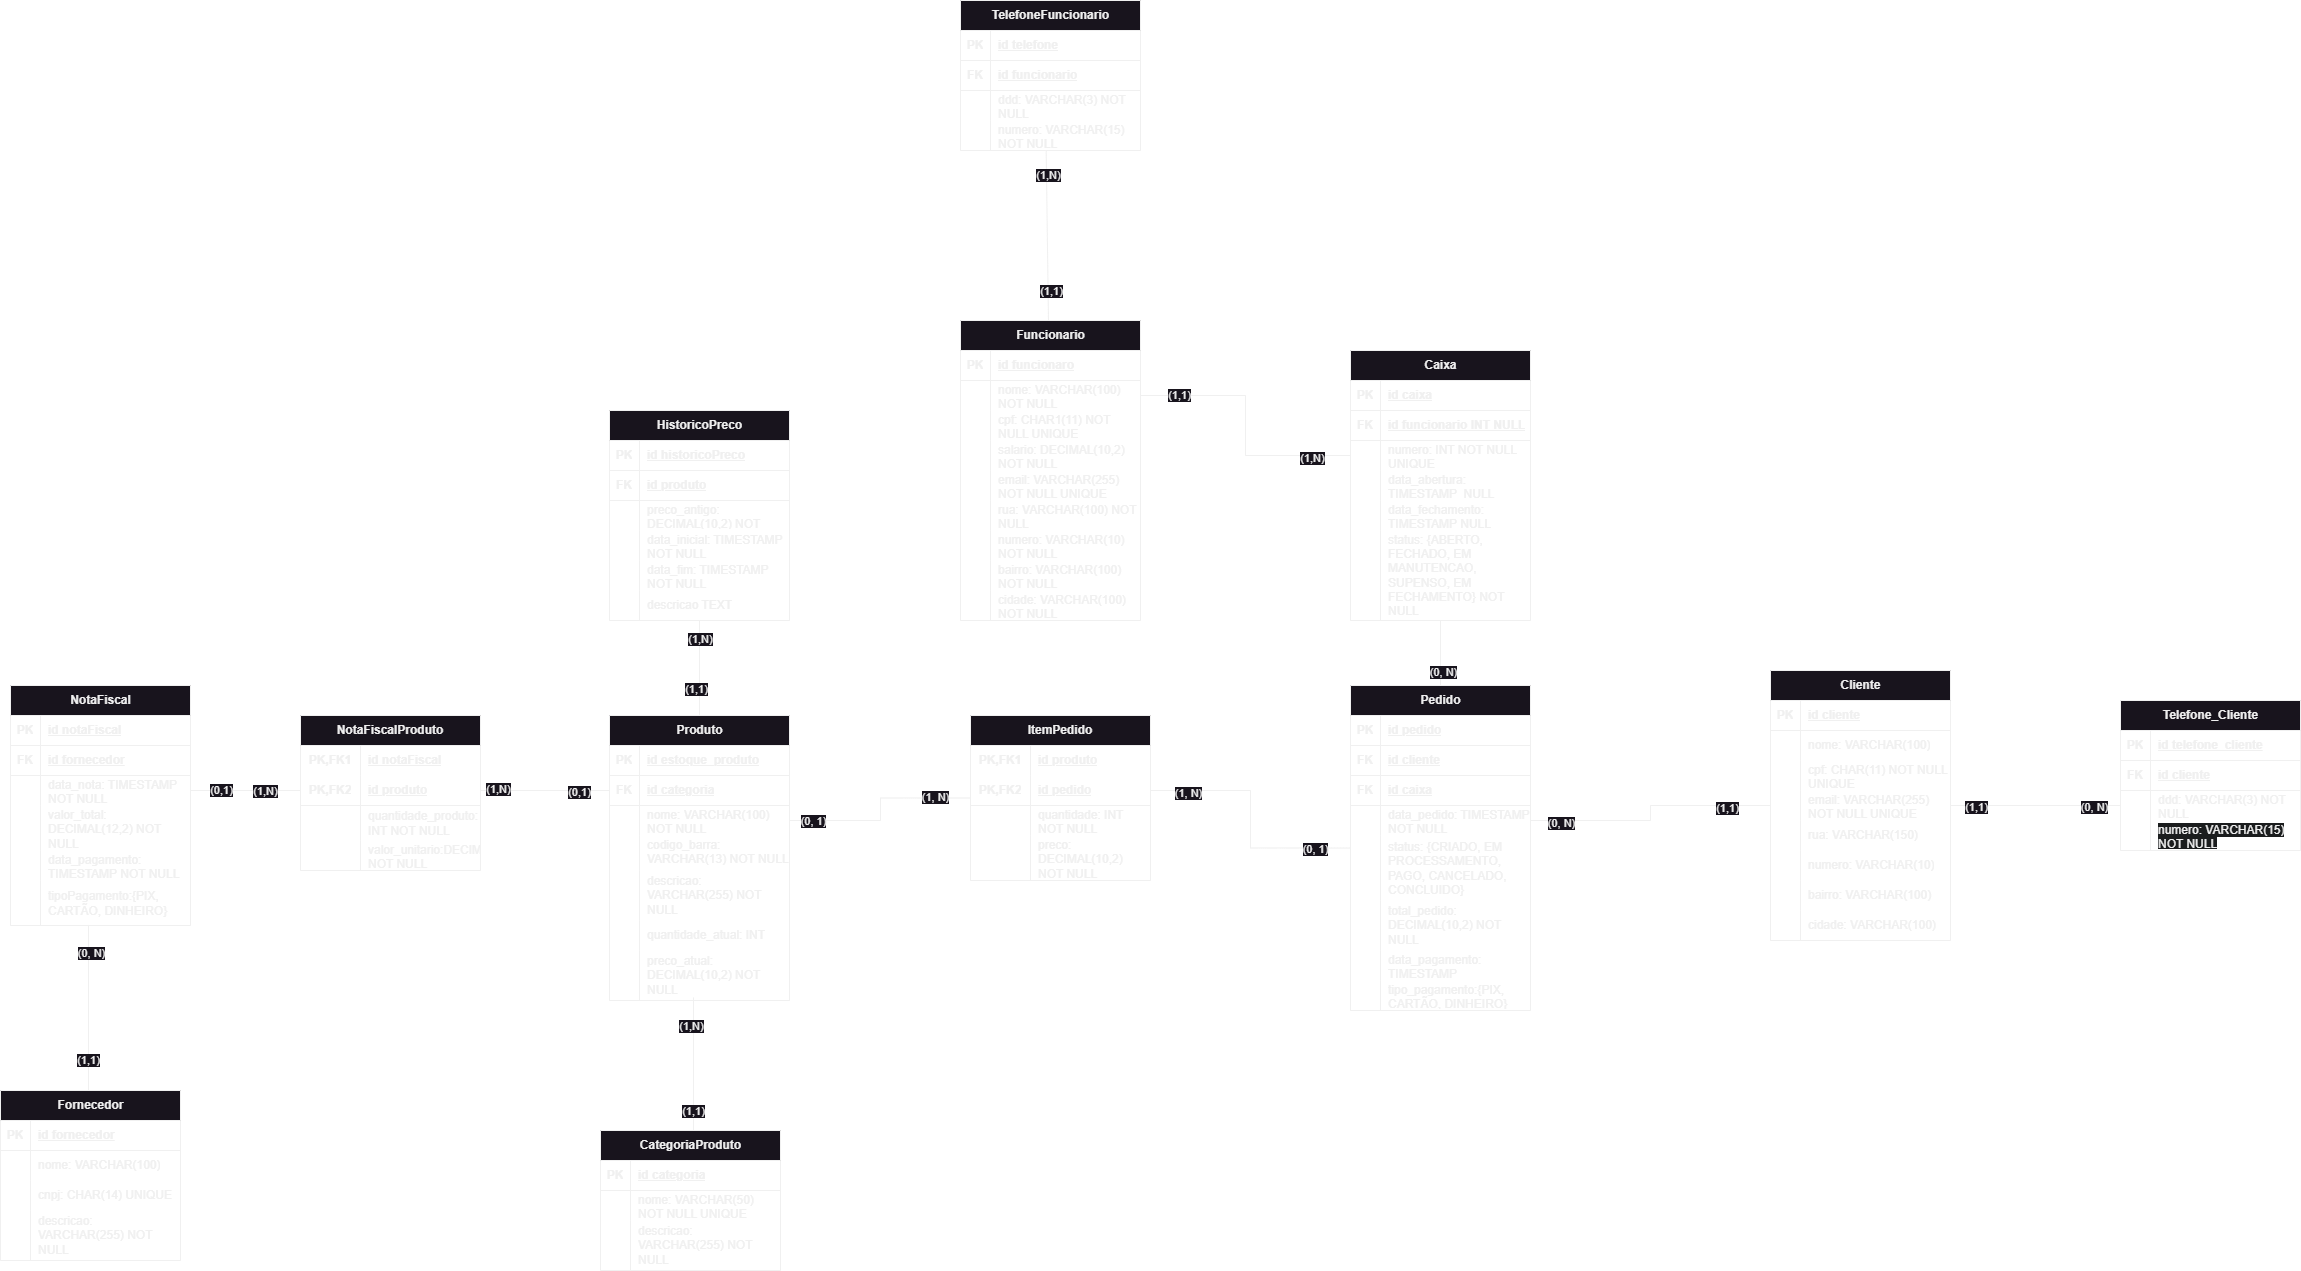 TelefoneFuncionario
PK id telefone
FK id funcionario
ddd: VARCHAR(3) NOT
NULL
numero: VARCHAR(15)
NOT NULL
(1,N)
(1,1)
Funcionario
PK id funcionaro
nome: VARCHAR(100)
NOT NULL
cpf: CHAR1(11) NOT
NULL UNIQUE
salario: DECIMAL(10,2)
NOT NULL
email: VARCHAR(255)
NOT NULL UNIQUE
rua: VARCHAR(100) NOT
NULL
numero: VARCHAR(10)
NOT NULL
bairro: VARCHAR(100)
NOT NULL
cidade: VARCHAR(100)
NOT NULL
(1,1)
(1,N)
Caixa
PK id caixa
FK id funcionario INT NULL
numero: INT NOT NULL
UNIQUE
data_abertura:
TIMESTAMP NULL
data_fechamento:
TIMESTAMP NULL
status: {ABERTO,
FECHADO, EM
MANUTENCAO,
SUPENSO, EM
FECHAMENTO} NOT
NULL
(0, N)
HistoricoPreco
PK id historicoPreco
FK id produto
preco_antigo:
DECIMAL(10,2) NOT
data_inicial: TIMESTAMP
NOT NULL
data_fim: TIMESTAMP
NOT NULL
descricao TEXT
(1,N)
(1,1)
NotaFiscal
PK id notaFiscal
FK id fornecedor
data_nota: TIMESTAMP
NOT NULL
valor_total:
DECIMAL(12,2) NOT
NULL
data_pagamento:
TIMESTAMP NOT NULL
tipoPagamento:{PIX,
CARTÃO, DINHEIRO}
(0,1)
(1,N)
NotaFiscalProduto
PK,FK1 id notaFiscal
PK,FK2 id produto
quantidade_produto:
INT NOT NULL
valor_unitario:DECIM
NOT NULL
(1,N)
(0,1)
Produto
PK id estoque_produto
FK id categoria
nome: VARCHAR(100)
NOT NULL
codigo_barra:
VARCHAR(13) NOT NULL
descricao:
VARCHAR(255) NOT
NULL
quantidade_atual: INT
preco_atual:
DECIMAL(10,2) NOT
NULL
(0, 1)
(1, N)
ItemPedido
PK,FK1 id produto
PK,FK2 id pedido
quantidade: INT
NOT NULL
preco:
DECIMAL(10,2)
NOT NULL
(1, N)
(0, 1)
Pedido
PK id pedido
FK id cliente
FK id caixa
data_pedido: TIMESTAMP
NOT NULL
status: {CRIADO, EM
PROCESSAMENTO,
PAGO, CANCELADO,
CONCLUIDO}
total_pedido:
DECIMAL(10,2) NOT
NULL
data_pagamento:
TIMESTAMP
tipo_pagamento:{PIX,
CARTÃO, DINHEIRO}
(0, N)
(1,1)
Cliente
PK id cliente
nome: VARCHAR(100)
cpf: CHAR(11) NOT NULL
UNIQUE
email: VARCHAR(255)
NOT NULL UNIQUE
rua: VARCHAR(150)
numero: VARCHAR(10)
bairro: VARCHAR(100)
cidade: VARCHAR(100)
(1,1)
(0, N)
Telefone_Cliente
PK id telefone_cliente
FK id cliente
ddd: VARCHAR(3) NOT
NULL
numero: VARCHAR(15)
NOT NULL
(0, N)
(1,1)
Fornecedor
PK id fornecedor
nome: VARCHAR(100)
cnpj: CHAR(14) UNIQUE
descricao:
VARCHAR(255) NOT
NULL
(1,N)
(1,1)
CategoriaProduto
PK id categoria
nome: VARCHAR(50)
NOT NULL UNIQUE
descricao:
VARCHAR(255) NOT
NULL